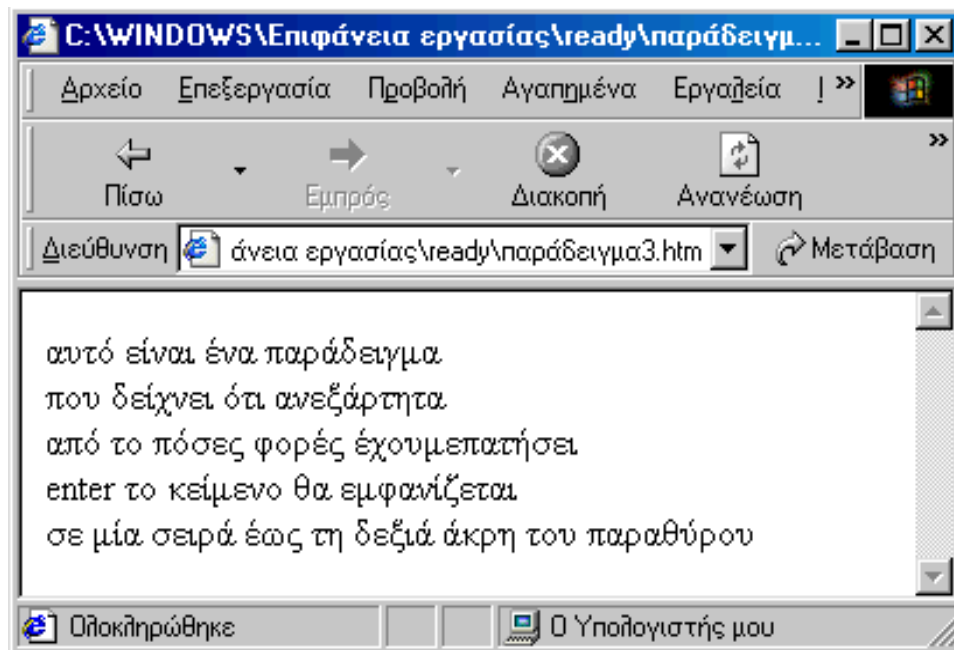 C:\WINDOWS\Επιφάνεια εργασίας\ready\παράδειγμ...
Αρχείο Επεξεργασία Προβολή Αγαπημένα Εργαλεία »
»
Πίσω Εμπρός Διακοπή Ανανέωση
Διεύθυνση άνεια εργασίας\ready\παράδειγμα3.htm Μετάβαση
αυτό είναι ένα παράδειγμα
που δείχνει ότι ανεξάρτητα
από το πόσες φορές έχουμεπατήσει
enter το κείμενο θα εμφανίζεται
σε μία σειρά έως τη δεξιά άκρη του παραθύρου
Ολοκληρώθηκε Ο Υπολογιστής μου